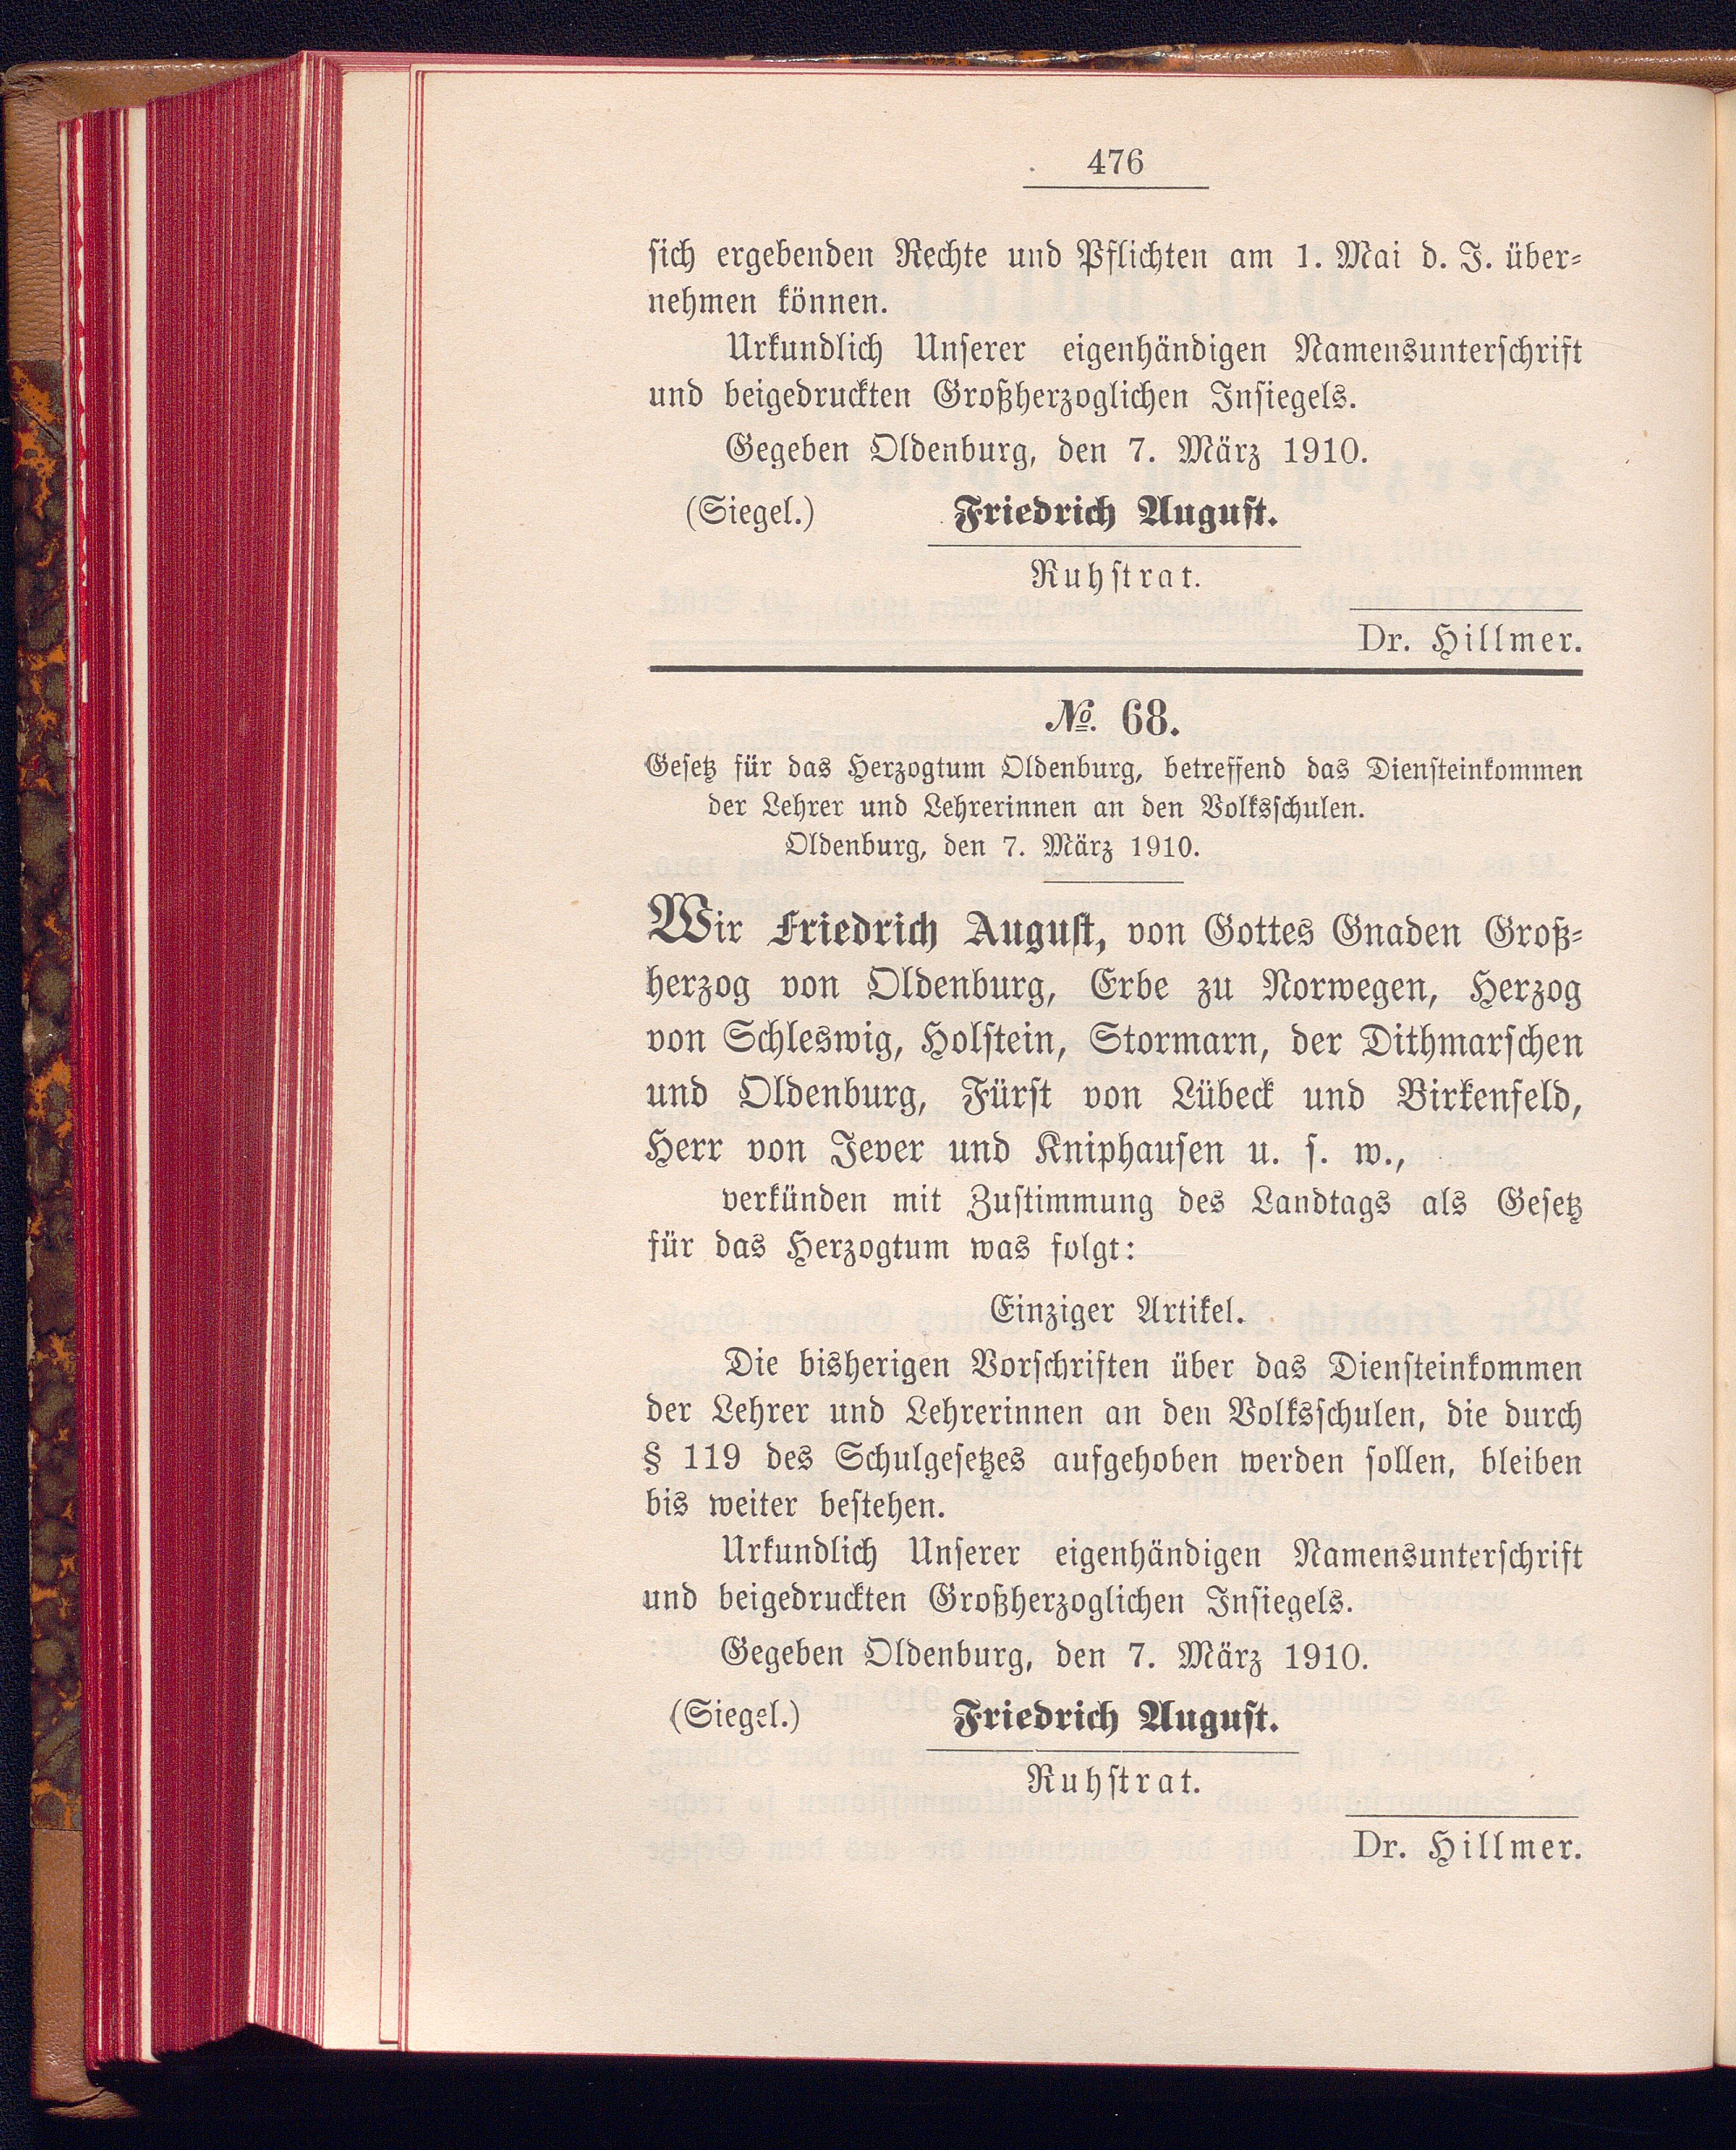 476
sich ergebenden Rechte und Pflichten am 1. Mai d. J. über-
nehmen können.
Urkundlich Unserer eigenhändigen Namensunterschrift
und beigedruckten Großherzoglichen Insiegels.
Gegeben Oldenburg, den 7. März 1910.
(Siegel.) Friedrich August.
Ruhstrat.
Dr. Hillmer.
№. 68.
Gesetz für das Herzogtum Oldenburg, betreffend das Diensteinkommen
der Lehrer und Lehrerinnen an den Volksschulen.
Oldenburg, den 7. März 1910.
Wir Friedrich August, von Gottes Gnaden Groß-
herzog von Oldenburg, Erbe zu Norwegen, Herzog
von Schleswig, Holstein, Stormarn, der Dithmarschen
und Oldenburg, Fürst von Lübeck und Birkenfeld,
Herr von Jever und Kniphausen u. s. w.,
verkünden mit Zustimmung des Landtags als Gesetz
für das Herzogtum was folgt:
Einziger Artikel.
Die bisherigen Vorschriften über das Diensteinkommen
der Lehrer und Lehrerinnen an den Volksschulen, die durch
§ 119 des Schulgesetzes aufgehoben werden sollen, bleiben
bis weiter bestehen.
Urkundlich Unserer eigenhändigen Namensunterschrift
und beigedruckten Großherzoglichen Insiegels.
Gegeben Oldenburg, den 7. März 1910.
(Siegel.) Friedrich August.
Ruhstrat.
Dr. Hillmer.